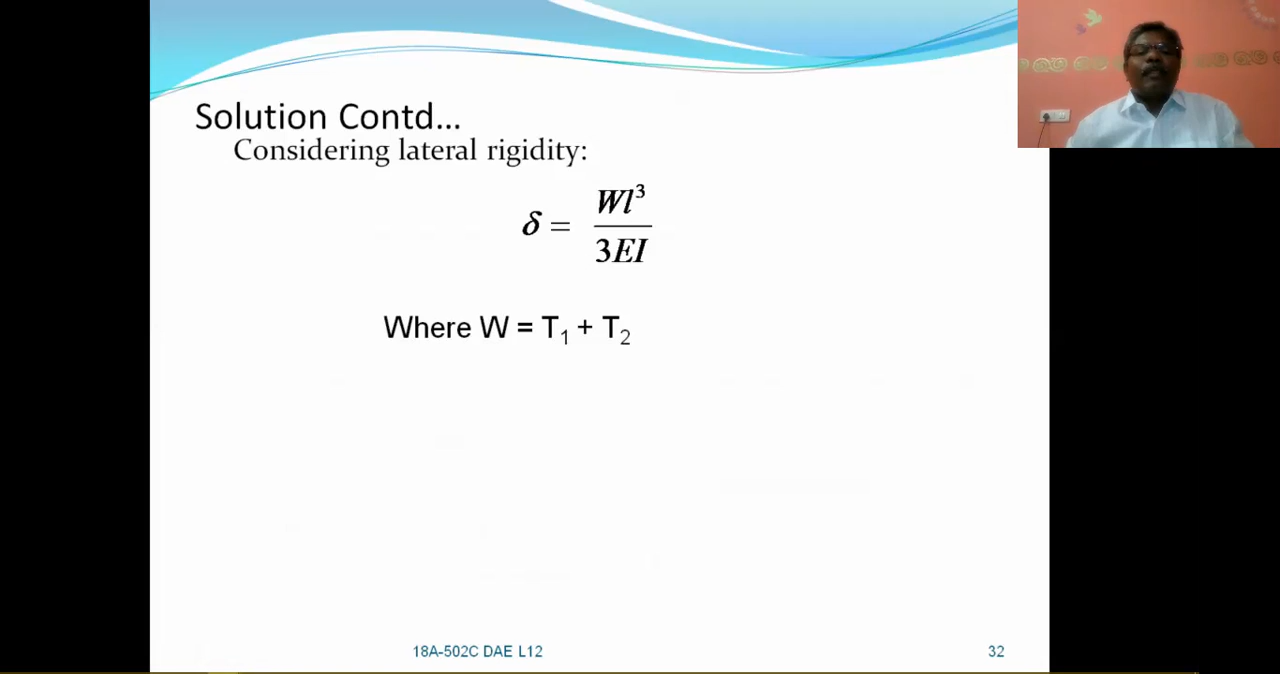 Solution Contd...
Considering lateral rigidity:
δ = Wl³ / 3EI
Where W = T₁ + T₂
18A-502C DAE L12
32